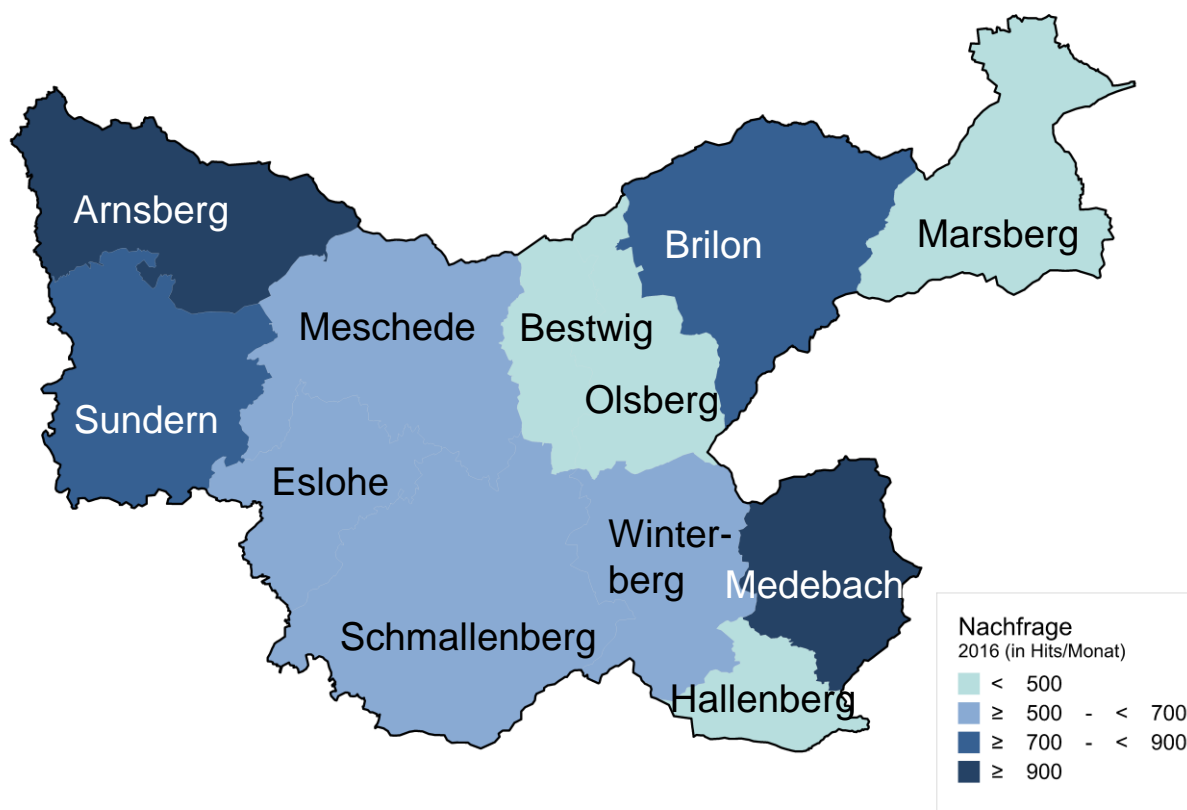 Arnsberg
Marsberg
Brilon
Meschede
Bestwig
Olsberg
Sundern
Eslohe
Winter-
berg
Medebach
Schmallenberg
Hallenberg
Nachfrage
2016 (in Hits/Monat)
< 500
≥ 500 - < 700
≥ 700 - < 900
≥ 900